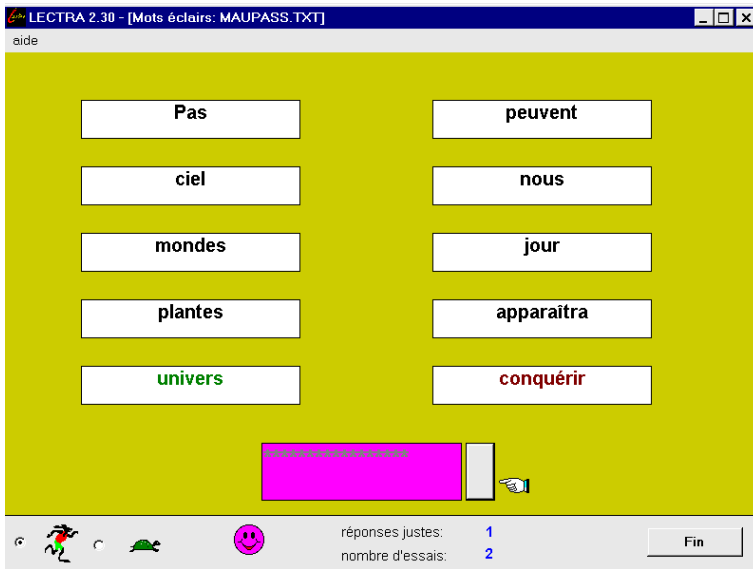 LECTRA 2.30 - [Mots éclairs: MAUPASS.TXT]
aide
Pas peuvent
ciel nous
mondes jour
plantes apparaîtra
univers conquérir
*****************
réponses justes: 1
nombre d'essais: 2
Fin